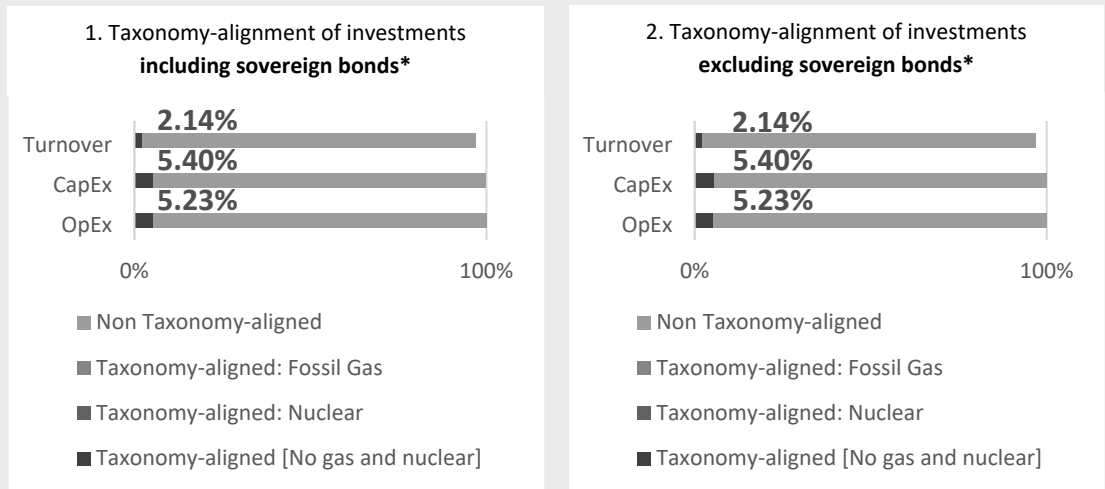 1. Taxonomy-alignment of investments
including sovereign bonds*
2.14%
Turnover
5.40%
CapEx
5.23%
OpEx
0%
100%
Non Taxonomy-aligned
Taxonomy-aligned: Fossil Gas
Taxonomy-aligned: Nuclear
Taxonomy-aligned [No gas and nuclear]
2. Taxonomy-alignment of investments
excluding sovereign bonds*
2.14%
Turnover
5.40%
CapEx
5.23%
OpEx
0%
100%
Non Taxonomy-aligned
Taxonomy-aligned: Fossil Gas
Taxonomy-aligned: Nuclear
Taxonomy-aligned [No gas and nuclear]